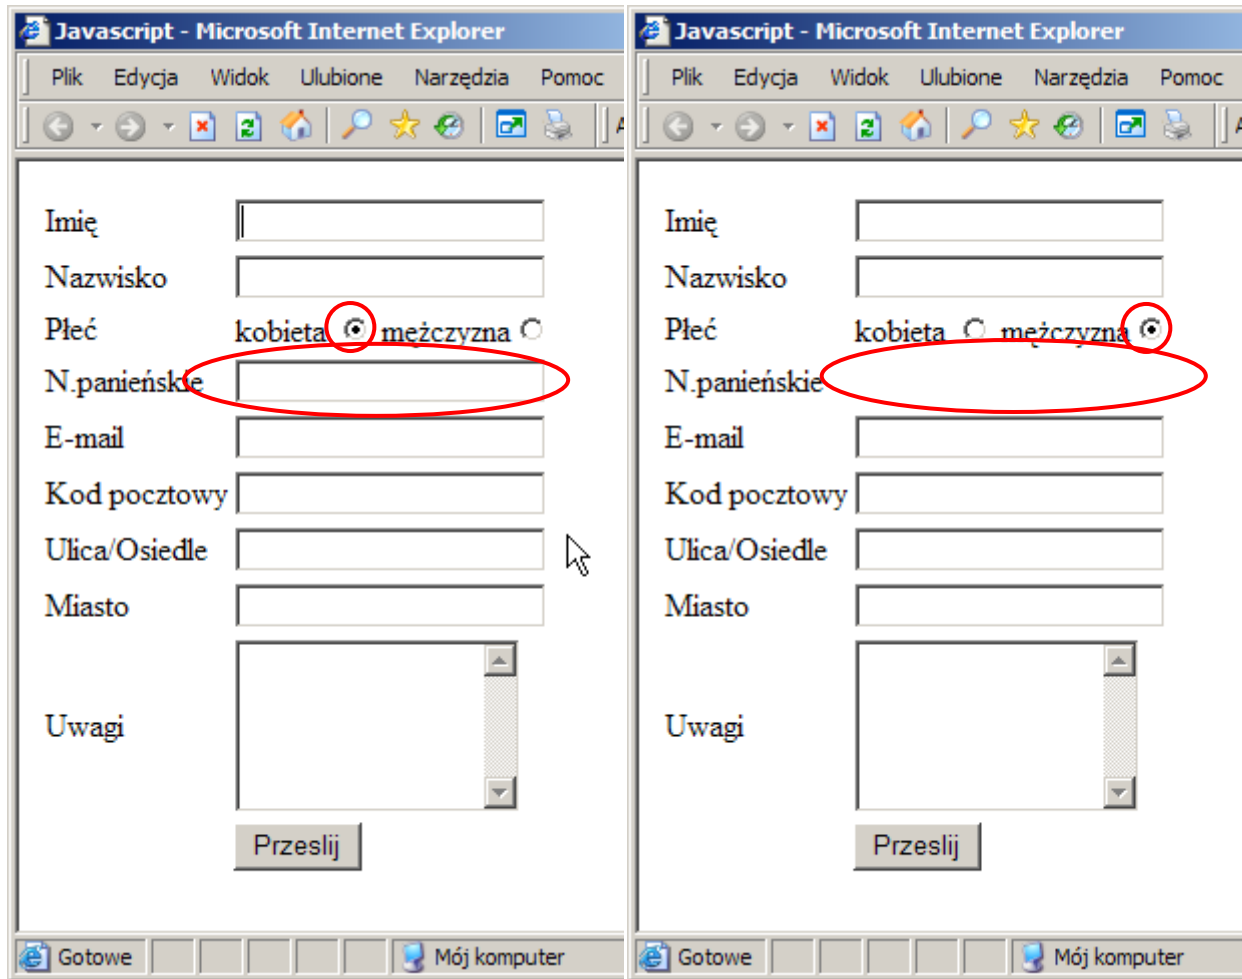 Javascript - Microsoft Internet Explorer
Plik Edycja Widok Ulubione Narzędzia Pomoc
Imię
Nazwisko
Płeć kobieta mężczyzna
N.panieńskie
E-mail
Kod pocztowy
Ulica/Osiedle
Miasto
Uwagi
Przeslij
Gotowe Mój komputer
Javascript - Microsoft Internet Explorer
Plik Edycja Widok Ulubione Narzędzia Pomoc
Imię
Nazwisko
Płeć kobieta mężczyzna
N.panieńskie
E-mail
Kod pocztowy
Ulica/Osiedle
Miasto
Uwagi
Przeslij
Gotowe Mój komputer